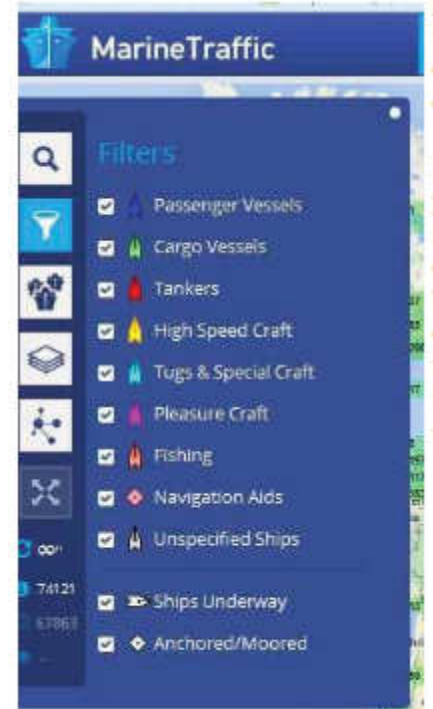 MarineTraffic
Filters
Passenger Vessels
Cargo Vessels
Tankers
High Speed Craft
Tugs & Special Craft
Pleasure Craft
Fishing
Navigation Aids
Unspecified Ships
74121
Ships Underway
63863
Anchored/Moored